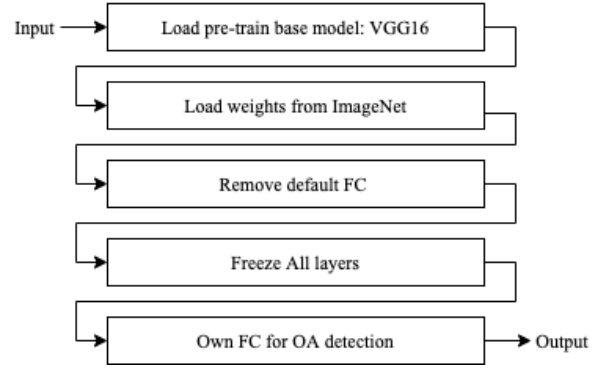 Input
Load pre-train base model: VGG16
Load weights from ImageNet
Remove default FC
Freeze All layers
Own FC for OA detection
Output